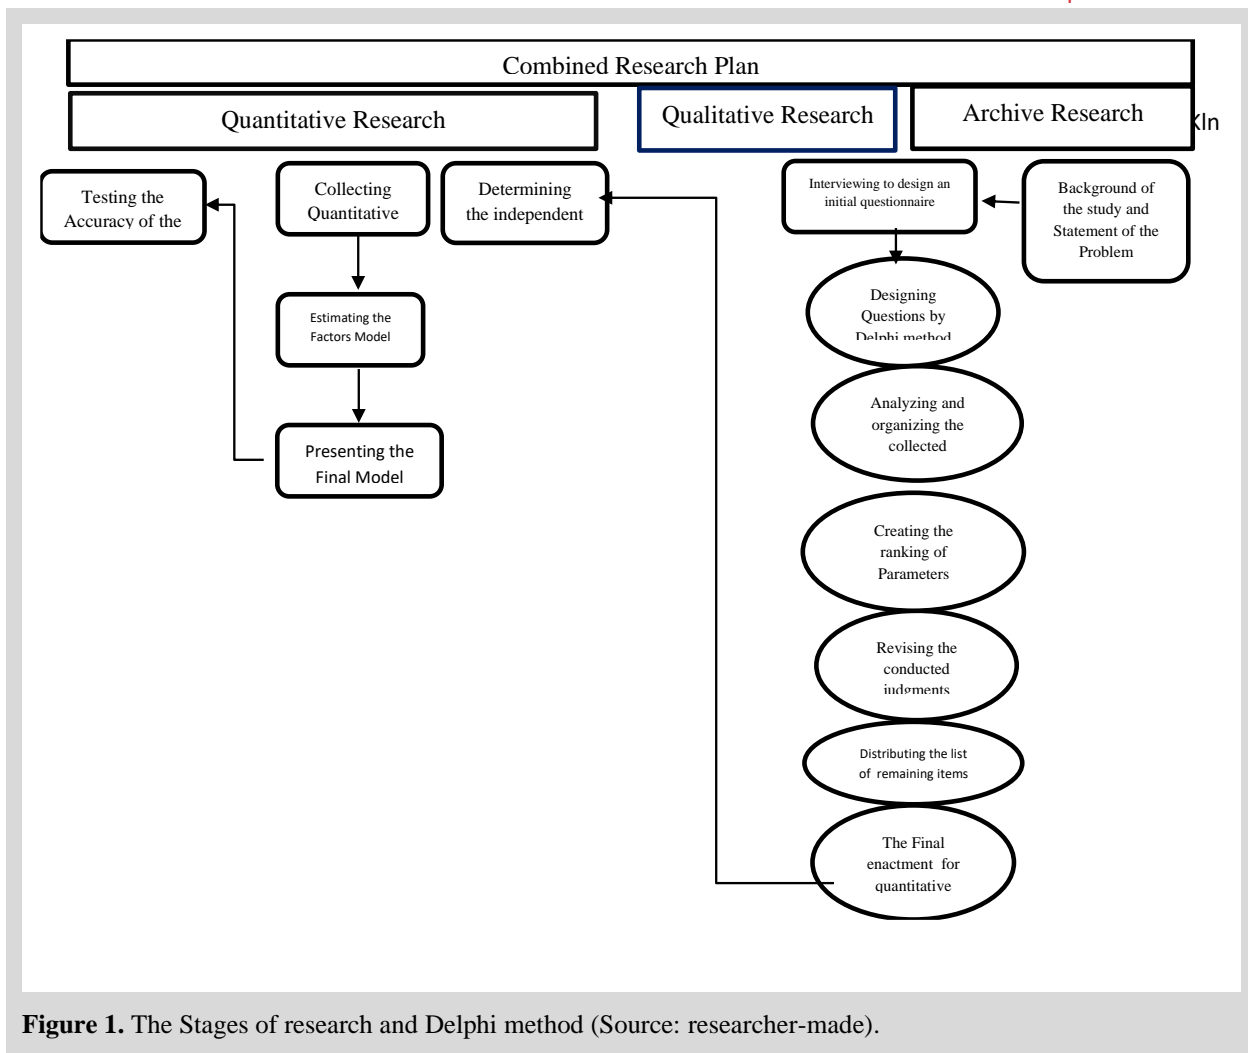 Combined Research Plan
Quantitative Research
Qualitative Research
Archive Research
KIn
Testing the
Accuracy of the
Collecting
Quantitative
Determining
the independent
Interviewing to design an
initial questionnaire
Background of
the study and
Statement of the
Problem
Designing
Questions by
Delphi method
Estimating the
Factors Model
Analyzing and
organizing the
collected
Presenting the
Final Model
Creating the
ranking of
Parameters
Revising the
conducted
judgments
Distributing the list
of remaining items
The Final
enactment for
quantitative
Figure 1. The Stages of research and Delphi method (Source: researcher-made).